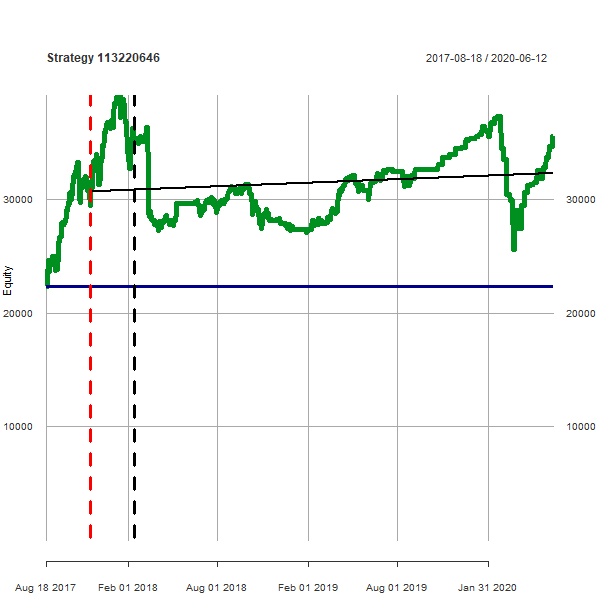 Strategy 113220646
2017-08-18 / 2020-06-12
30000
30000
Equity
20000
20000
10000
10000
Aug 18 2017
Feb 01 2018
Aug 01 2018
Feb 01 2019
Aug 01 2019
Jan 31 2020